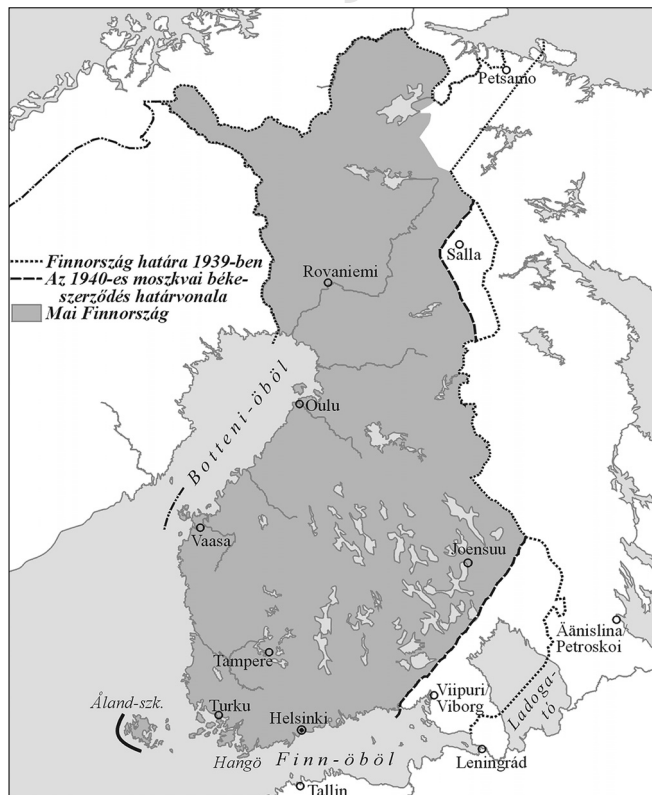 Petsamo
Finnország határa 1939-ben
Az 1940-es moszkvai béke-
szerződés határvonala
Mai Finnország
Salla
Rovaniemi
Botteni-öböl
Oulu
Vaasa
Joensuu
Äänislina/
Petroskoi
Tampere
Viipuri/
Viborg
Ladoga-
tó
Åland-szk.
Turku
Helsinki
Hangö
Finn-öböl
Leningrád
Tallin